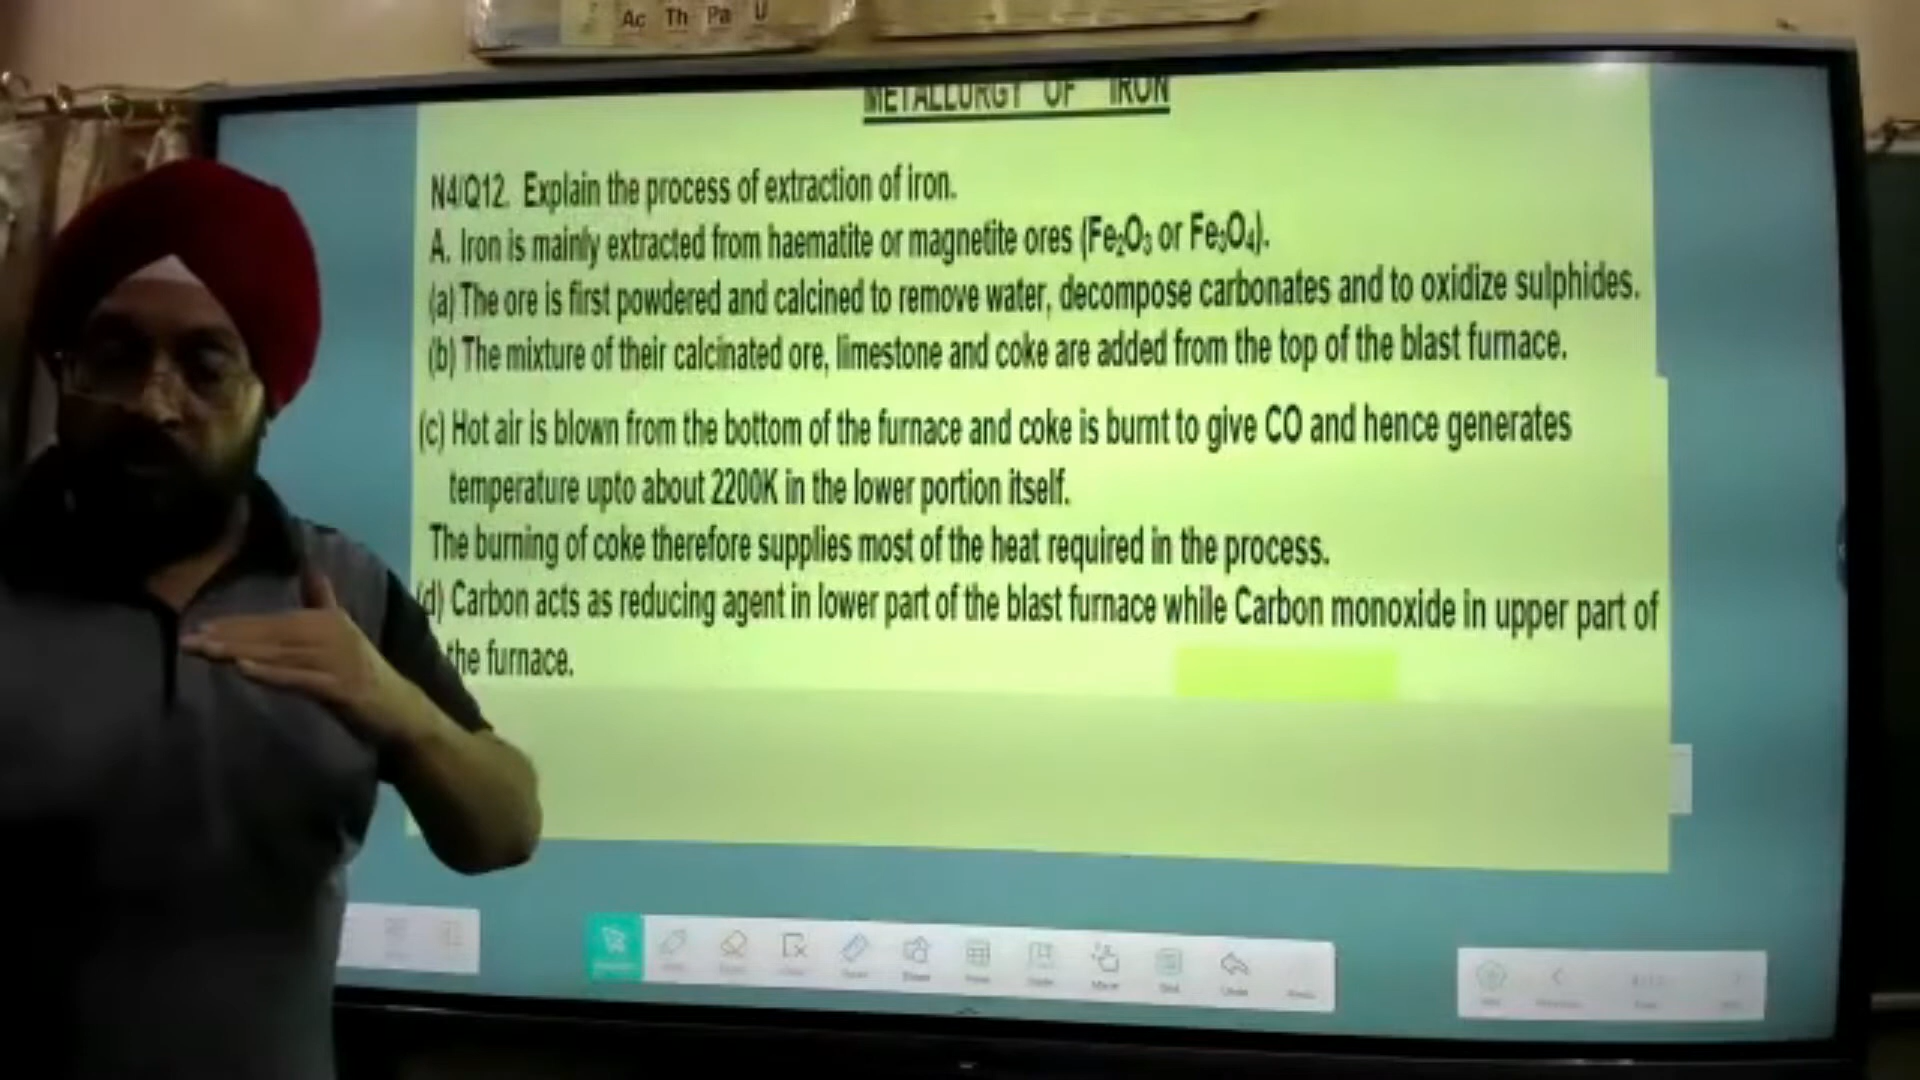 Ac Th Pa U
METALLURGY OF IRON
N4/Q12. Explain the process of extraction of iron.
A. Iron is mainly extracted from haematite or magnetite ores (Fe₂O₃ or Fe₃O₄).
(a) The ore is first powdered and calcined to remove water, decompose carbonates and to oxidize sulphides.
(b) The mixture of their calcinated ore, limestone and coke are added from the top of the blast furnace.
(c) Hot air is blown from the bottom of the furnace and coke is burnt to give CO and hence generates
temperature upto about 2200K in the lower portion itself.
The burning of coke therefore supplies most of the heat required in the process.
(d) Carbon acts as reducing agent in lower part of the blast furnace while Carbon monoxide in upper part of
the furnace.
Undo